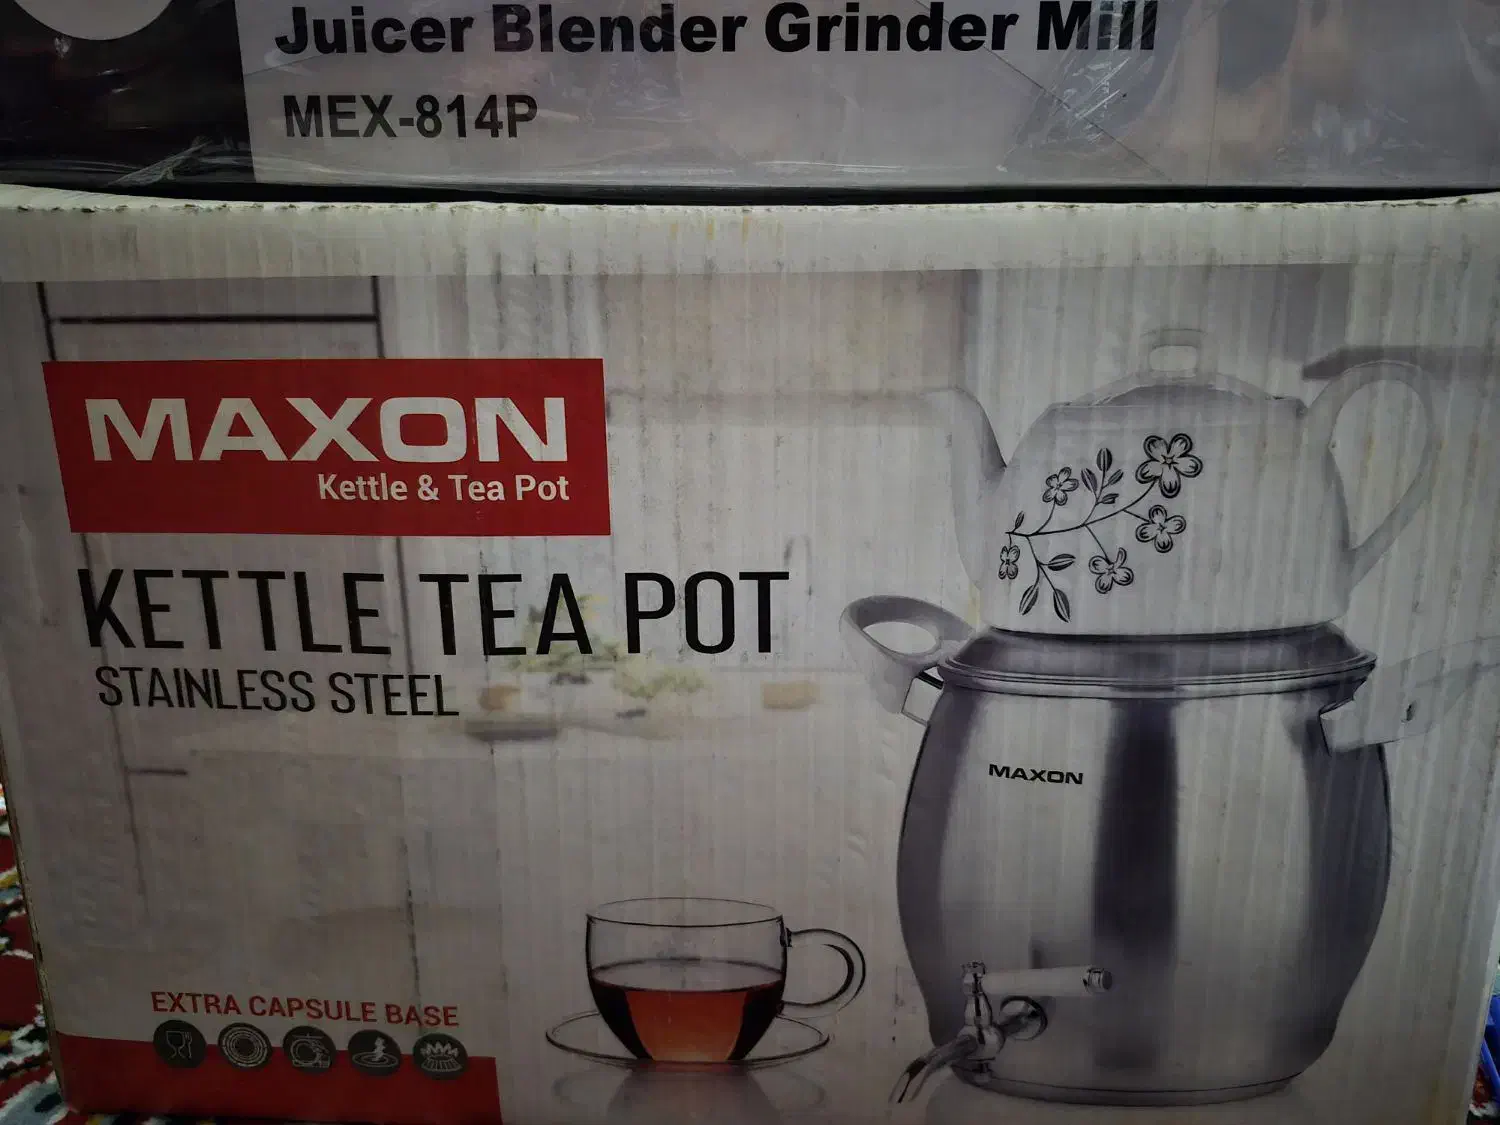 Juicer Blender Grinder Mill
MEX-814P
MAXON
Kettle & Tea Pot
KETTLE TEA POT
STAINLESS STEEL
MAXON
EXTRA CAPSULE BASE